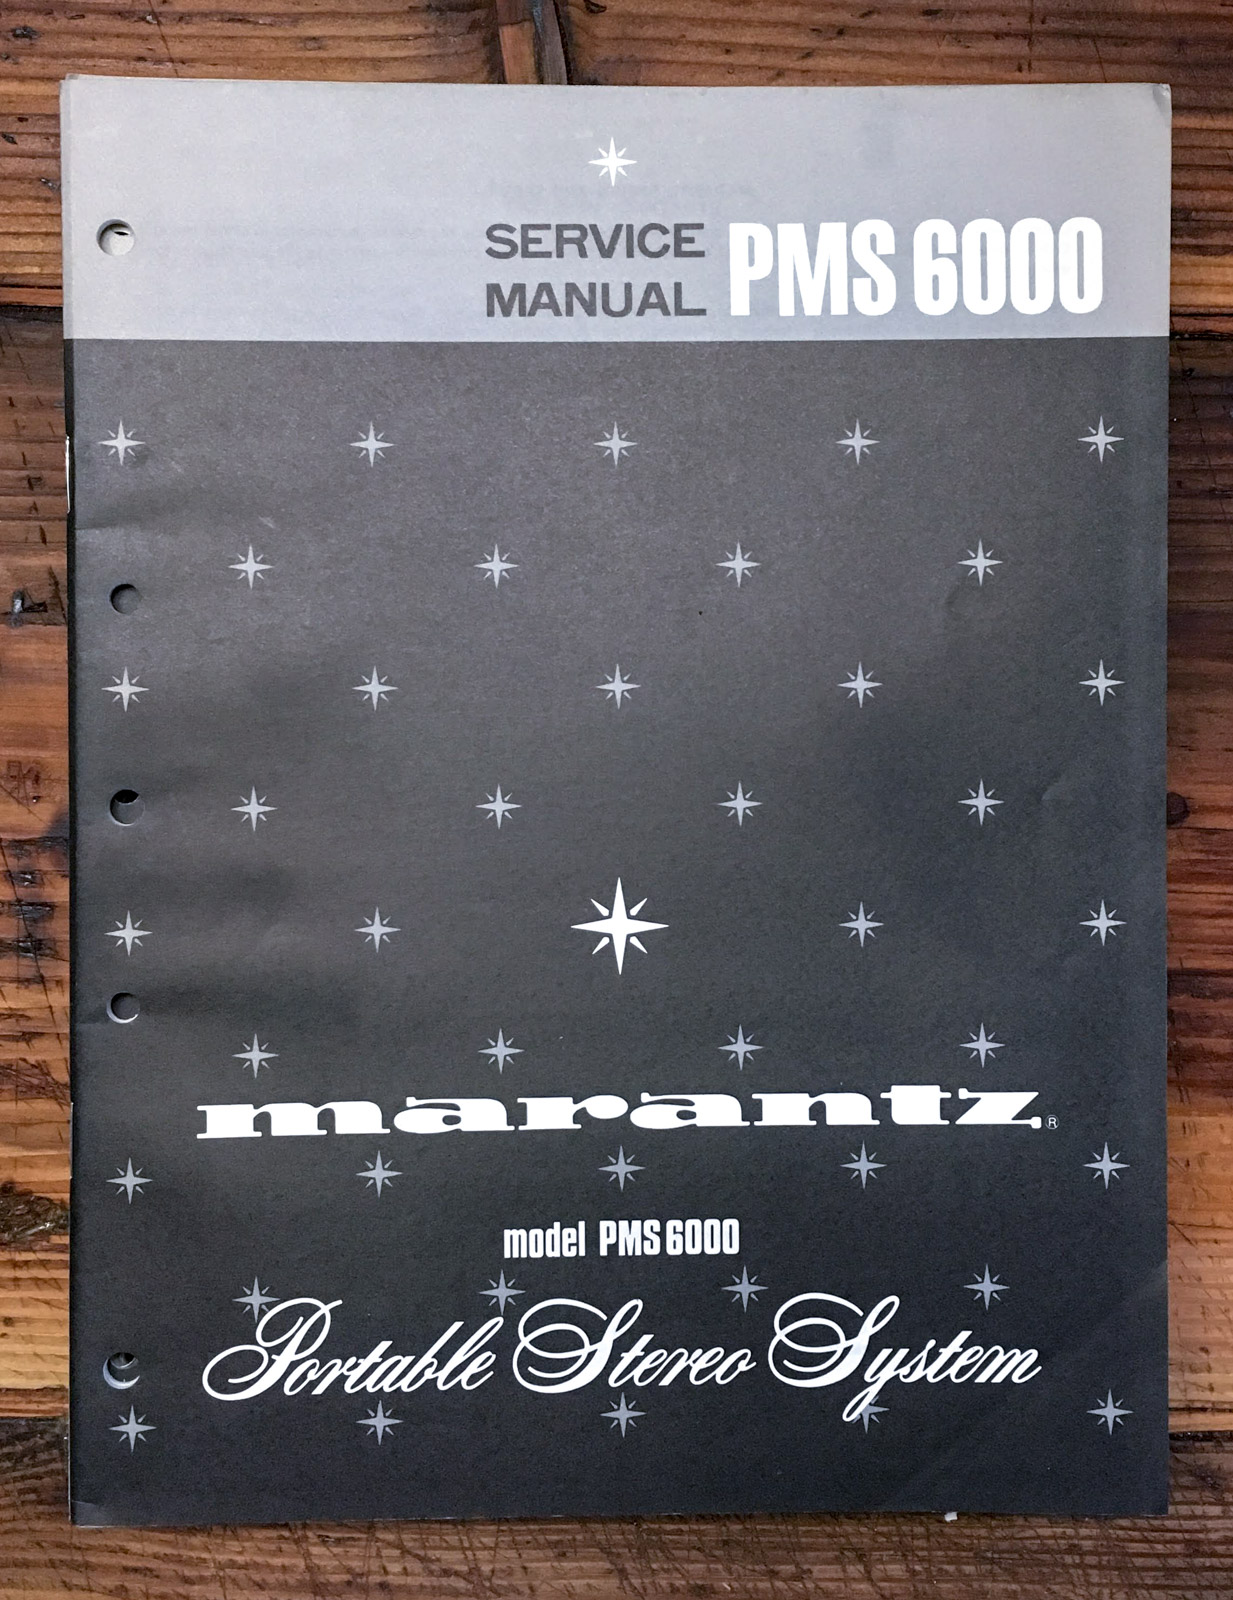 SERVICE
MANUAL PMS 6000
marantz®
model PMS 6000
Portable Stereo System